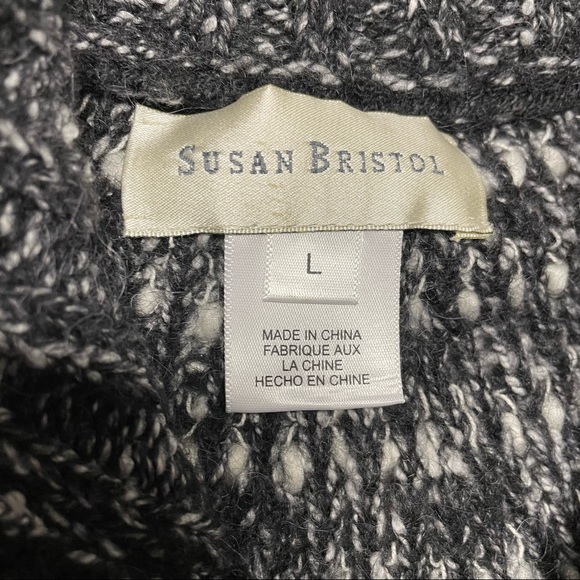 SUSAN BRISTOL
L
MADE IN CHINA
FABRIQUE AUX
LA CHINE
HECHO EN CHINE